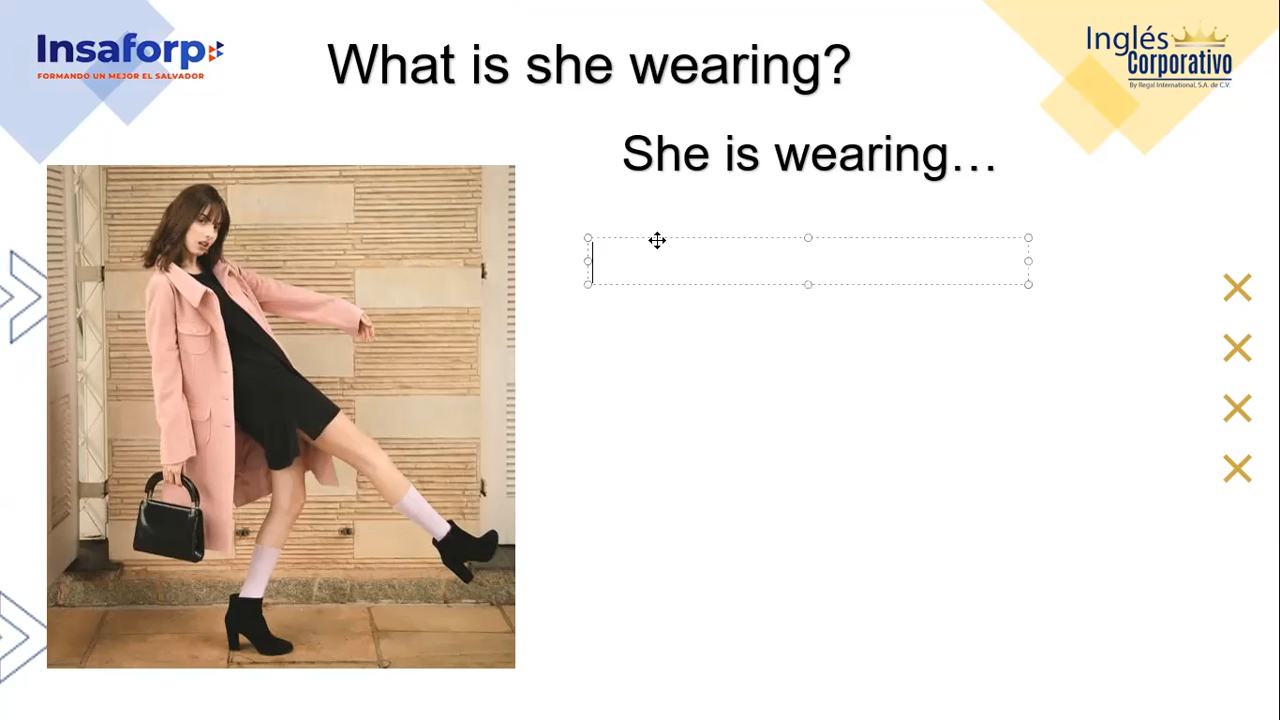 Insaforp
FORMANDO UN MEJOR EL SALVADOR
What is she wearing?
Inglés
Corporativo
By Regal International, S.A. de C.V.
She is wearing…